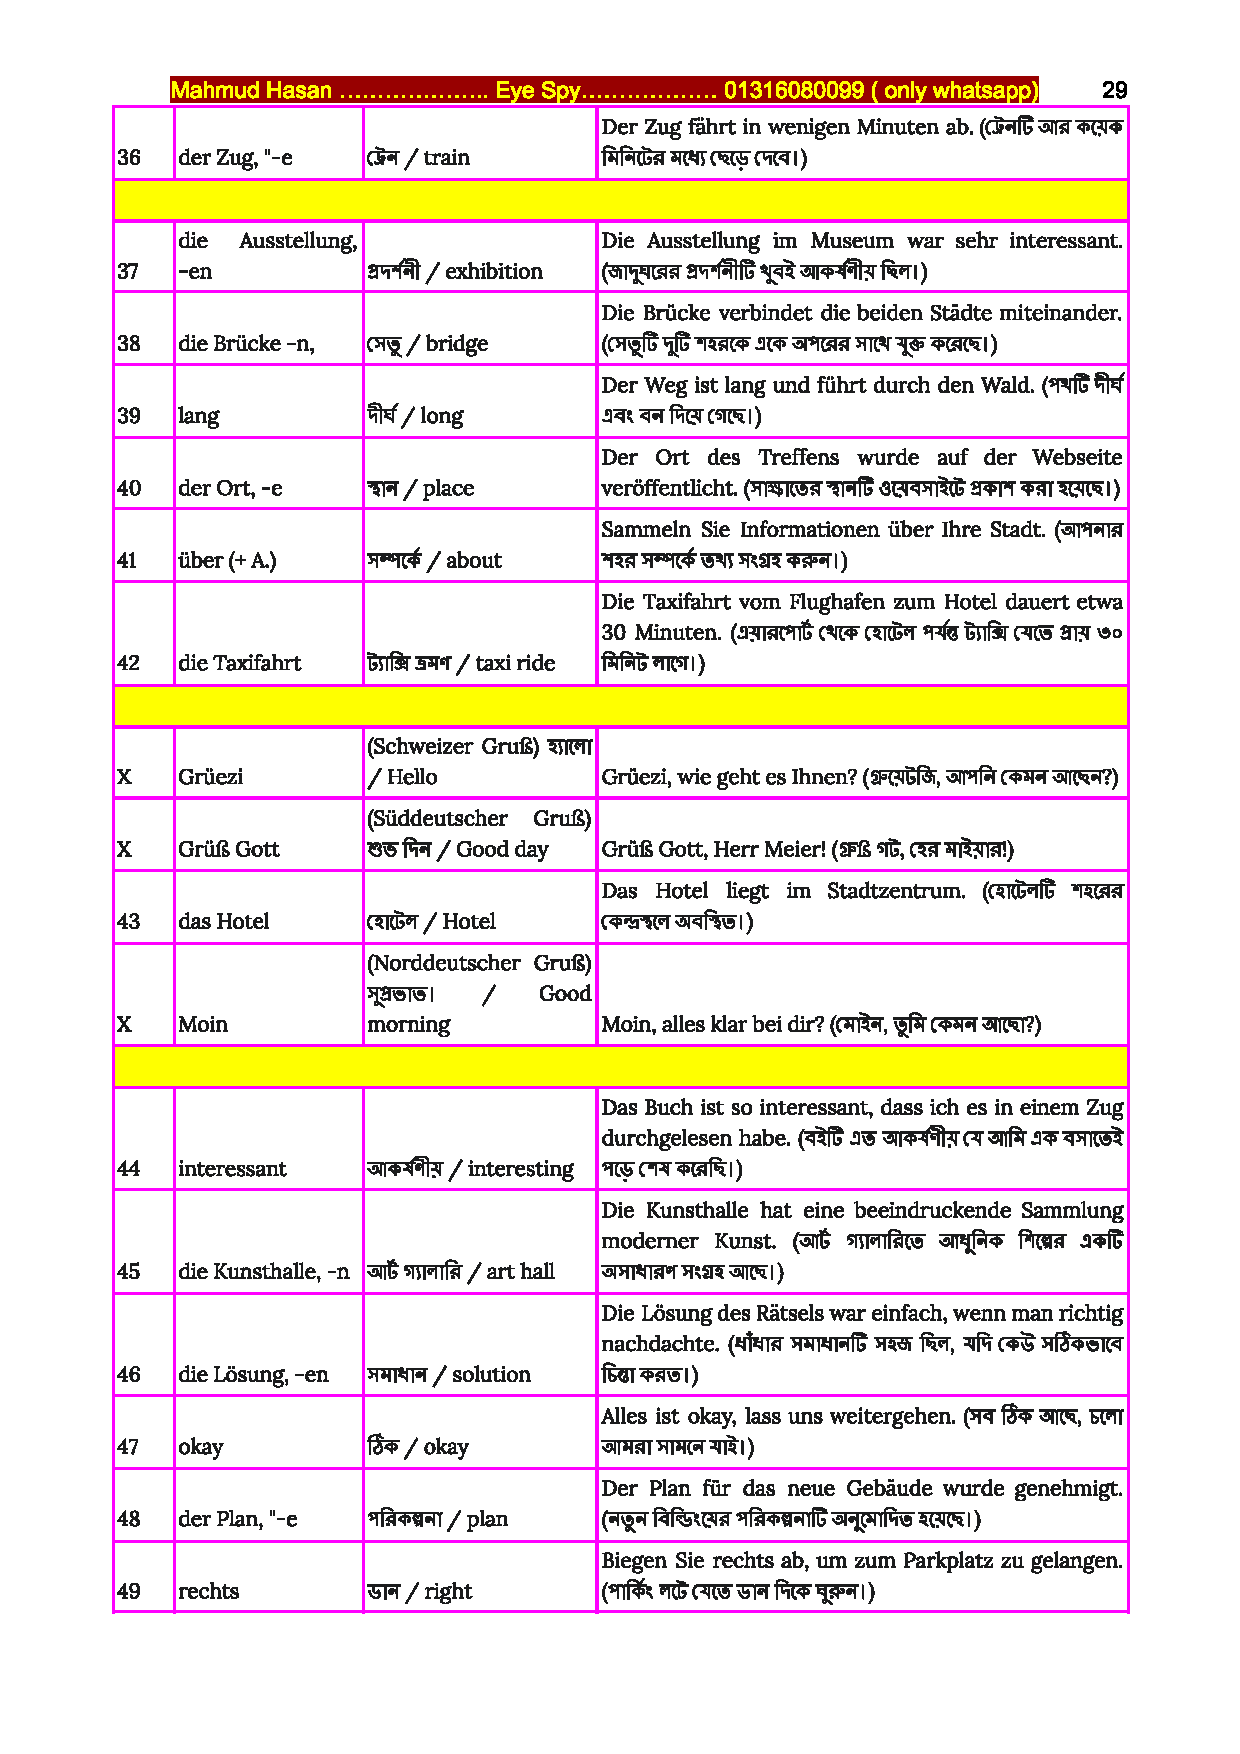 Mahmud Hasan ……………….. Eye Spy……………… 01316080099 ( only whatsapp) 29
Der Zug fährt in wenigen Minuten ab. (ট্রেনটি আর কয়েক
36 der Zug, "-e ট্রেন / train মিনিটের মধ্যে ছেড়ে দেবে।)
die Ausstellung, Die Ausstellung im Museum war sehr interessant.
37 -en প্রদর্শনী / exhibition (জাদুঘরের প্রদর্শনীটি খুবই আকর্ষণীয় ছিল।)
Die Brücke verbindet die beiden Städte miteinander.
38 die Brücke -n, সেতু / bridge (সেতুটি দুটি শহরকে একে অপরের সাথে যুক্ত করেছে।)
Der Weg ist lang und führt durch den Wald. (পথটি দীর্ঘ
39 lang দীর্ঘ / long এবং বন দিয়ে গেছে।)
Der Ort des Treffens wurde auf der Webseite
40 der Ort, -e স্থান / place veröffentlicht. (সাক্ষাতের স্থানটি ওয়েবসাইটে প্রকাশ করা হয়েছে।)
Sammeln Sie Informationen über Ihre Stadt. (আপনার
41 über (+ A.) সম্পর্কে / about শহর সম্পর্কে তথ্য সংগ্রহ করুন।)
Die Taxifahrt vom Flughafen zum Hotel dauert etwa
30 Minuten. (এয়ারপোর্ট থেকে হোটেল পর্যন্ত ট্যাক্সি যেতে প্রায় ৩০
42 die Taxifahrt ট্যাক্সি ভ্রমণ / taxi ride মিনিট লাগে।)
(Schweizer Gruß) হ্যালো
X Grüezi / Hello Grüezi, wie geht es Ihnen? (গ্রুয়েটজি, আপনি কেমন আছেন?)
(Süddeutscher Gruß)
X Grüß Gott শুভ দিন / Good day Grüß Gott, Herr Meier! (গ্রুß গট, হের মাইয়ার!)
Das Hotel liegt im Stadtzentrum. (হোটেলটি শহরের
43 das Hotel হোটেল / Hotel কেন্দ্রস্থলে অবস্থিত।)
(Norddeutscher Gruß)
সুপ্রভাত। / Good
X Moin morning Moin, alles klar bei dir? (মোইন, তুমি কেমন আছো?)
Das Buch ist so interessant, dass ich es in einem Zug
durchgelesen habe. (বইটি এত আকর্ষণীয় যে আমি এক বসাতেই
44 interessant আকর্ষণীয় / interesting পড়ে শেষ করেছি।)
Die Kunsthalle hat eine beeindruckende Sammlung
moderner Kunst. (আর্ট গ্যালারিতে আধুনিক শিল্পের একটি
45 die Kunsthalle, -n আর্ট গ্যালারি / art hall অসাধারণ সংগ্রহ আছে।)
Die Lösung des Rätsels war einfach, wenn man richtig
nachdachte. (ধাঁধার সমাধানটি সহজ ছিল, যদি কেউ সঠিকভাবে
46 die Lösung, -en সমাধান / solution চিন্তা করত।)
Alles ist okay, lass uns weitergehen. (সব ঠিক আছে, চলো
47 okay ঠিক / okay আমরা সামনে যাই।)
Der Plan für das neue Gebäude wurde genehmigt.
48 der Plan, "-e পরিকল্পনা / plan (নতুন বিল্ডিংয়ের পরিকল্পনাটি অনুমোদিত হয়েছে।)
Biegen Sie rechts ab, um zum Parkplatz zu gelangen.
49 rechts ডান / right (পার্কিং লটে যেতে ডান দিকে ঘুরুন।)